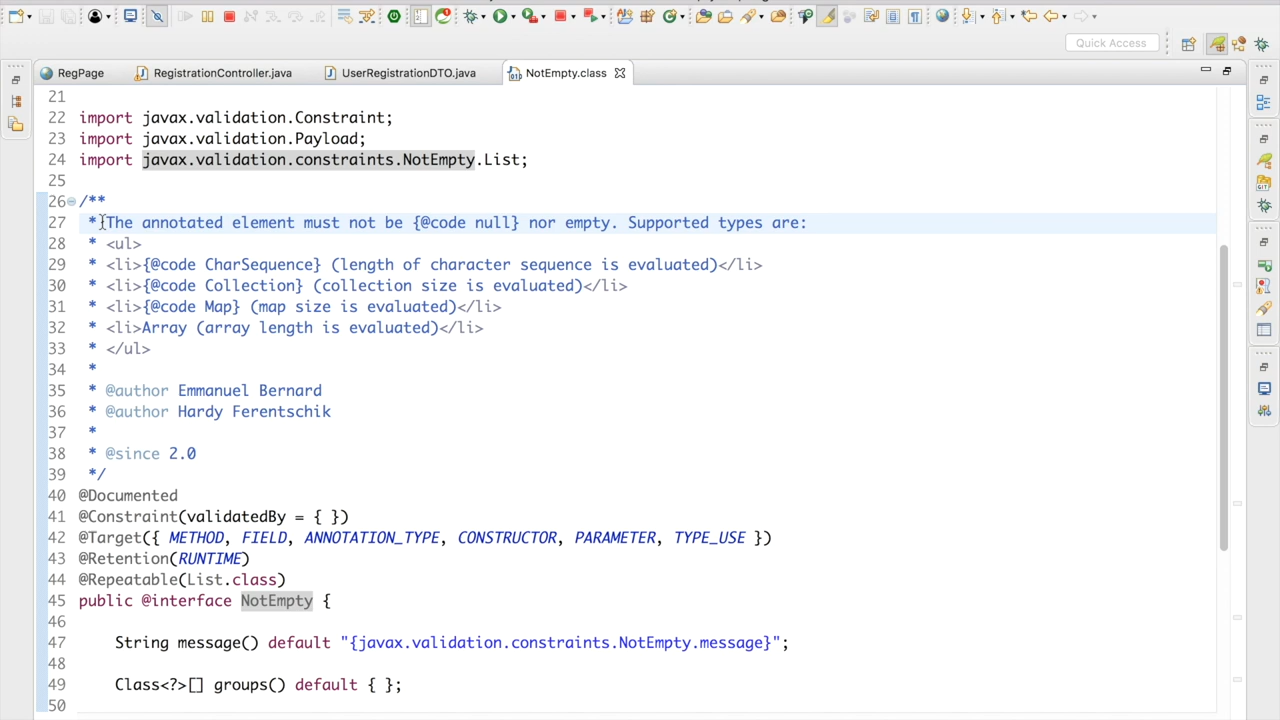 Quick Access
RegPage
RegistrationController.java
UserRegistrationDTO.java
NotEmpty.class
21
22 import javax.validation.Constraint;
23 import javax.validation.Payload;
24 import javax.validation.constraints.NotEmpty.List;
25
26 /**
27 * The annotated element must not be {@code null} nor empty. Supported types are:
28 * <ul>
29 * <li>{@code CharSequence} (length of character sequence is evaluated)</li>
30 * <li>{@code Collection} (collection size is evaluated)</li>
31 * <li>{@code Map} (map size is evaluated)</li>
32 * <li>Array (array length is evaluated)</li>
33 * </ul>
34 *
35 * @author Emmanuel Bernard
36 * @author Hardy Ferentschik
37 *
38 * @since 2.0
39 */
40 @Documented
41 @Constraint(validatedBy = { })
42 @Target({ METHOD, FIELD, ANNOTATION_TYPE, CONSTRUCTOR, PARAMETER, TYPE_USE })
43 @Retention(RUNTIME)
44 @Repeatable(List.class)
45 public @interface NotEmpty {
46
47 String message() default "{javax.validation.constraints.NotEmpty.message}";
48
49 Class<?>[] groups() default { };
50